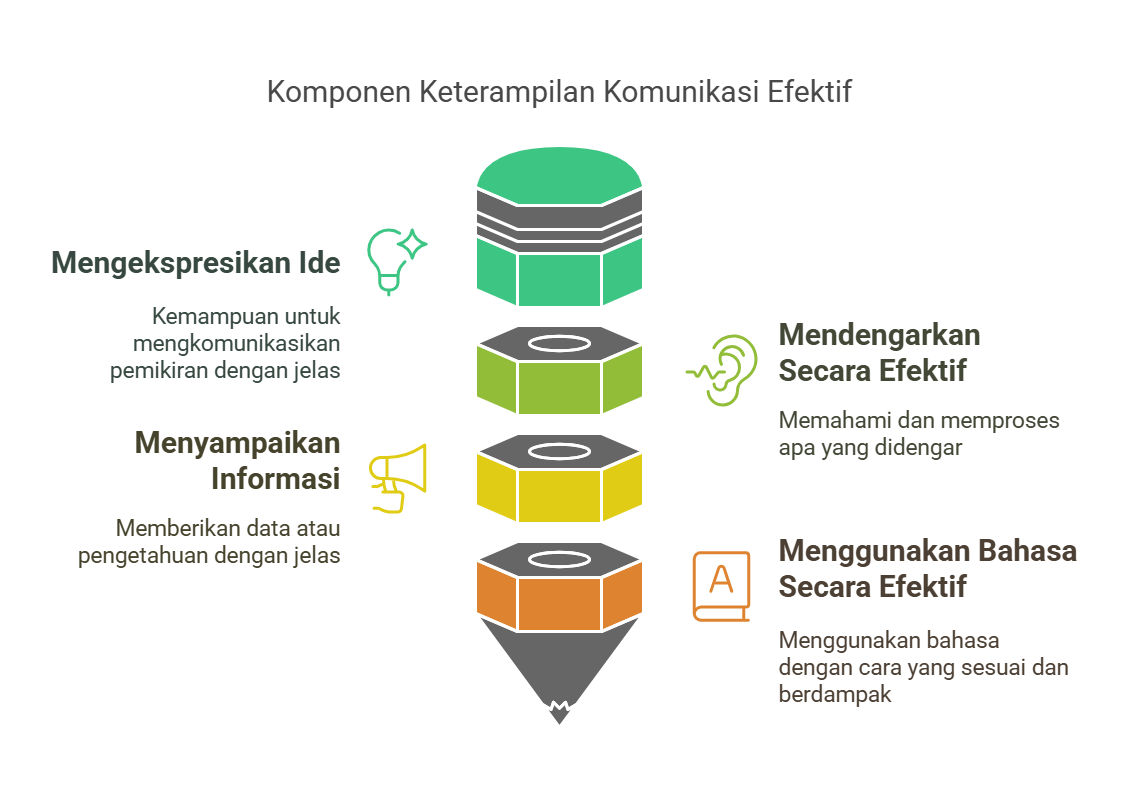 Komponen Keterampilan Komunikasi Efektif
Mengekspresikan Ide
Kemampuan untuk
mengkomunikasikan
pemikiran dengan jelas
Mendengarkan
Secara Efektif
Memahami dan memproses
apa yang didengar
Menyampaikan
Informasi
Memberikan data atau
pengetahuan dengan jelas
A
Menggunakan Bahasa
Secara Efektif
Menggunakan bahasa
dengan cara yang sesuai dan
berdampak